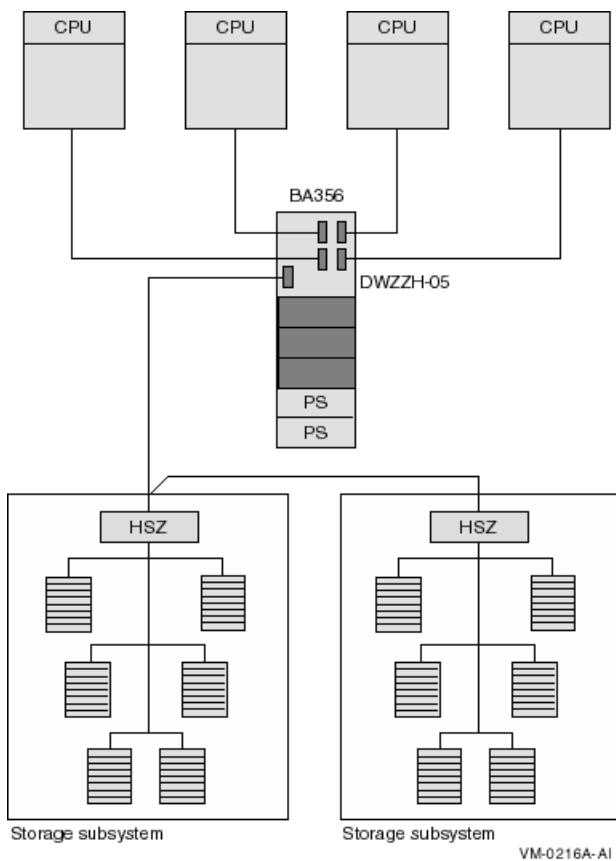 CPU CPU CPU CPU
BA356
DWZZH-05
PS
PS
HSZ HSZ
Storage subsystem Storage subsystem
VM-0216A-AI